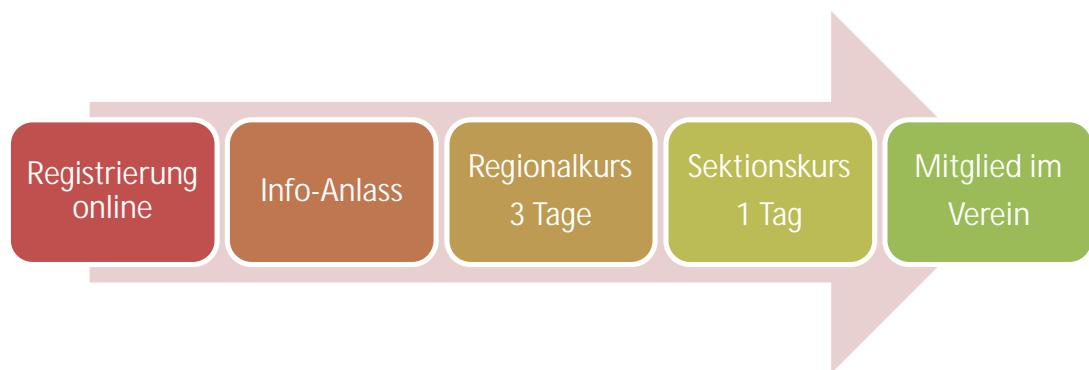 Registrierung
online
Info-Anlass
Regionalkurs
3 Tage
Sektionskurs
1 Tag
Mitglied im
Verein